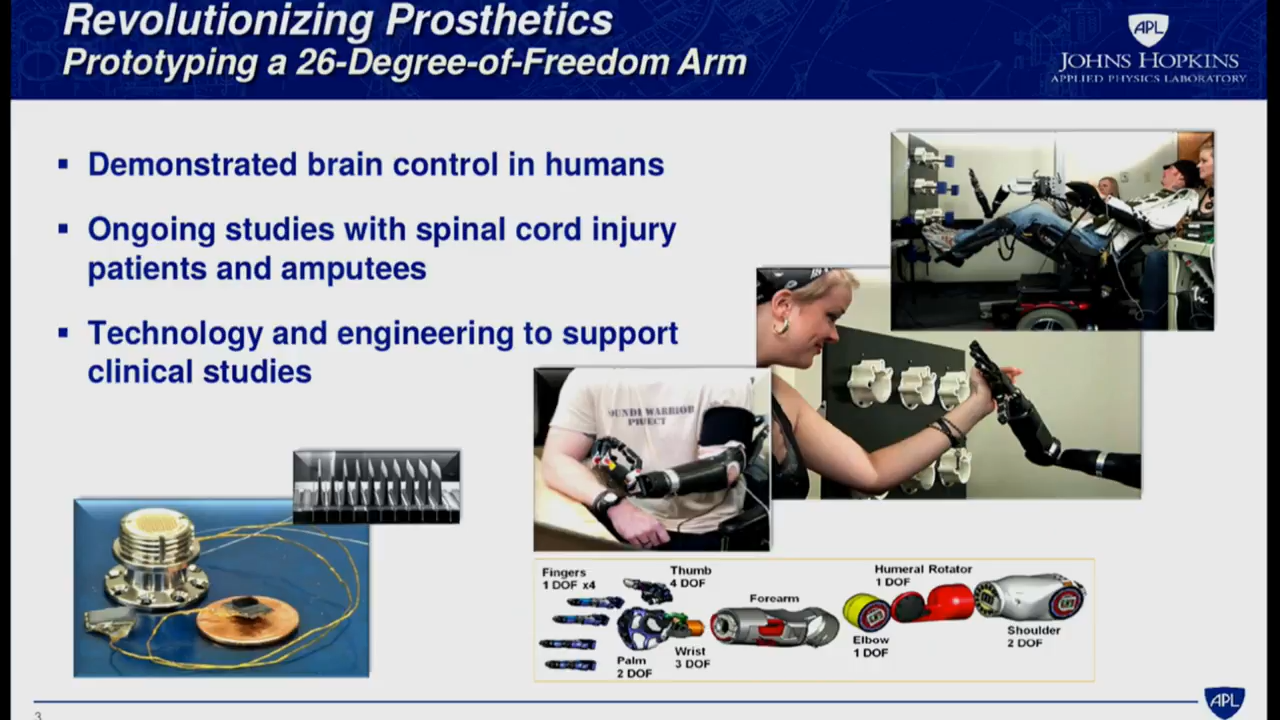 Revolutionizing Prosthetics
Prototyping a 26-Degree-of-Freedom Arm
APL
JOHNS HOPKINS
APPLIED PHYSICS LABORATORY
▪ Demonstrated brain control in humans
▪ Ongoing studies with spinal cord injury
patients and amputees
▪ Technology and engineering to support
clinical studies
WARRIOR
Fingers
1 DOF x4
Thumb
4 DOF
Palm
2 DOF
Wrist
3 DOF
Forearm
Elbow
1 DOF
Humeral Rotator
1 DOF
Shoulder
2 DOF
3
APL